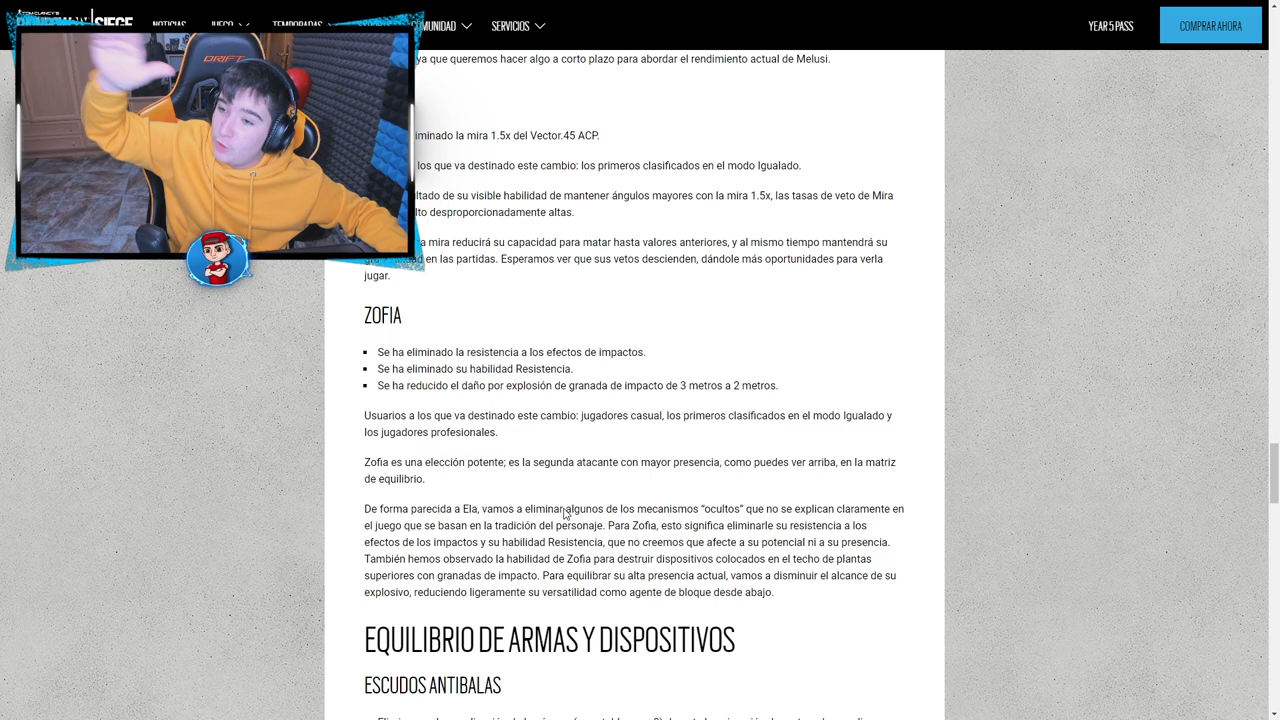 TOM CLANCY'S
RAINBOW SIX SIEGE NOTICIAS JUEGO TEMPORADAS COMUNIDAD SERVICIOS YEAR 5 PASS COMPRAR AHORA
DRIFT
ya que queremos hacer algo a corto plazo para abordar el rendimiento actual de Melusi.
iminado la mira 1.5x del Vector.45 ACP.
los que va destinado este cambio: los primeros clasificados en el modo Igualado.
ltado de su visible habilidad de mantener ángulos mayores con la mira 1.5x, las tasas de veto de Mira
lto desproporcionadamente altas.
a mira reducirá su capacidad para matar hasta valores anteriores, y al mismo tiempo mantendrá su
en las partidas. Esperamos ver que sus vetos descienden, dándole más oportunidades para verla
jugar.
ZOFIA
▪ Se ha eliminado la resistencia a los efectos de impactos.
▪ Se ha eliminado su habilidad Resistencia.
▪ Se ha reducido el daño por explosión de granada de impacto de 3 metros a 2 metros.
Usuarios a los que va destinado este cambio: jugadores casual, los primeros clasificados en el modo Igualado y
los jugadores profesionales.
Zofia es una elección potente; es la segunda atacante con mayor presencia, como puedes ver arriba, en la matriz
de equilibrio.
De forma parecida a Ela, vamos a eliminar algunos de los mecanismos “ocultos” que no se explican claramente en
el juego que se basan en la tradición del personaje. Para Zofia, esto significa eliminarle su resistencia a los
efectos de los impactos y su habilidad Resistencia, que no creemos que afecte a su potencial ni a su presencia.
También hemos observado la habilidad de Zofia para destruir dispositivos colocados en el techo de plantas
superiores con granadas de impacto. Para equilibrar su alta presencia actual, vamos a disminuir el alcance de su
explosivo, reduciendo ligeramente su versatilidad como agente de bloque desde abajo.
EQUILIBRIO DE ARMAS Y DISPOSITIVOS
ESCUDOS ANTIBALAS